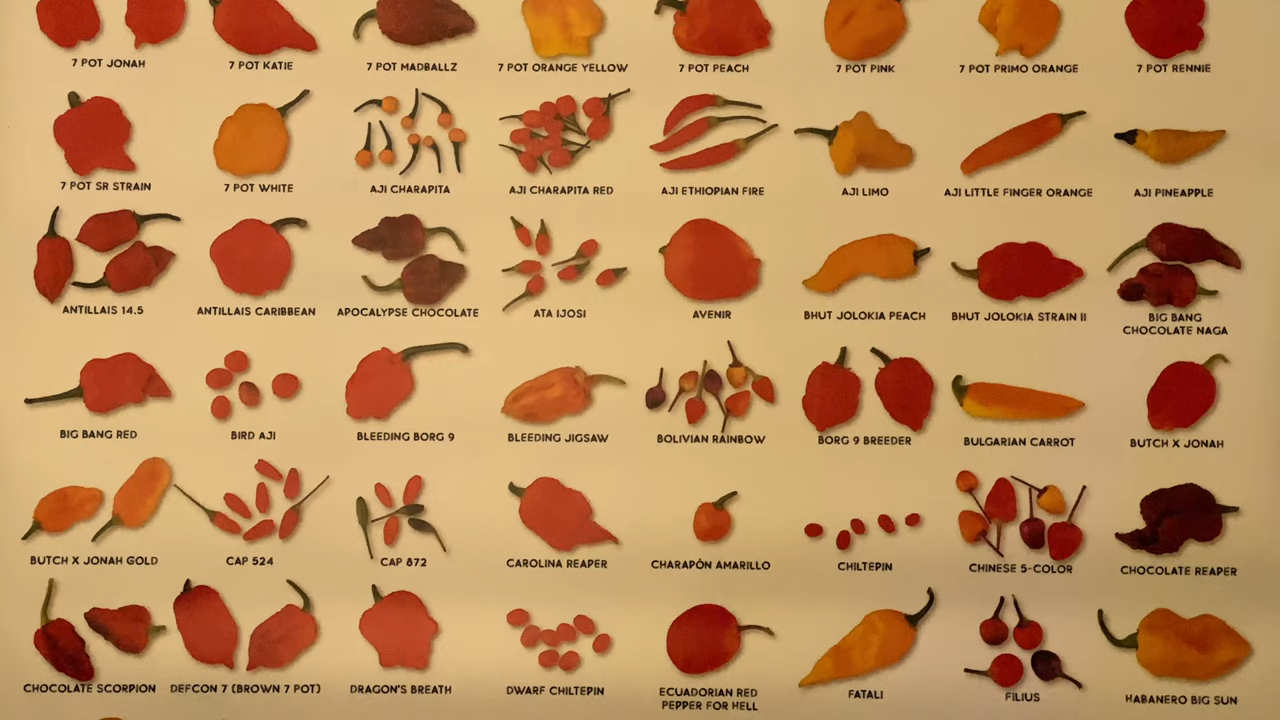 7 POT JONAH
7 POT KATIE
7 POT MADBALLZ
7 POT ORANGE YELLOW
7 POT PEACH
7 POT PINK
7 POT PRIMO ORANGE
7 POT RENNIE
7 POT SR STRAIN
7 POT WHITE
AJI CHARAPITA
AJI CHARAPITA RED
AJI ETHIOPIAN FIRE
AJI LIMO
AJI LITTLE FINGER ORANGE
AJI PINEAPPLE
ANTILLAIS 14.5
ANTILLAIS CARIBBEAN
APOCALYPSE CHOCOLATE
ATA IJOSI
AVENIR
BHUT JOLOKIA PEACH
BHUT JOLOKIA STRAIN II
BIG BANG
CHOCOLATE NAGA
BIG BANG RED
BIRD AJI
BLEEDING BORG 9
BLEEDING JIGSAW
BOLIVIAN RAINBOW
BORG 9 BREEDER
BULGARIAN CARROT
BUTCH X JONAH
BUTCH X JONAH GOLD
CAP 524
CAP 872
CAROLINA REAPER
CHARAPÓN AMARILLO
CHILTEPIN
CHINESE 5-COLOR
CHOCOLATE REAPER
CHOCOLATE SCORPION
DEFCON 7 (BROWN 7 POT)
DRAGON'S BREATH
DWARF CHILTEPIN
ECUADORIAN RED
PEPPER FOR HELL
FATALI
FILIUS
HABANERO BIG SUN